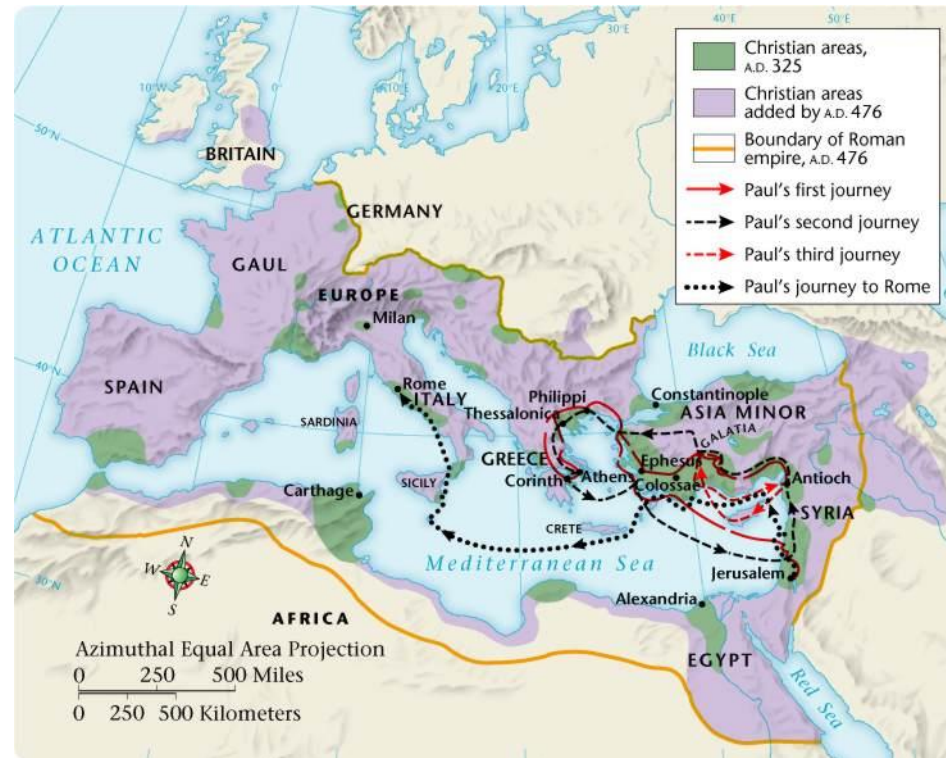 30°E
40°E
50°E
Christian areas,
A.D. 325
Christian areas
added by A.D. 476
Boundary of Roman
empire, A.D. 476
Paul's first journey
Paul's second journey
Paul's third journey
Paul's journey to Rome
10°W
0°
10°E
20°E
50°N
BRITAIN
GERMANY
ATLANTIC
OCEAN
GAUL
EUROPE
Milan
Black Sea
40°N
SPAIN
Rome
ITALY
SARDINIA
Philippi
Thessalonica
Constantinople
ASIA MINOR
GALATIA
GREECE
Ephesus
Athens
Corinth
Colossae
Antioch
SICILY
Carthage
SYRIA
CRETE
Mediterranean Sea
Jerusalem
30°N
N
W
E
S
Alexandria
AFRICA
EGYPT
Red Sea
Azimuthal Equal Area Projection
0 250 500 Miles
0 250 500 Kilometers